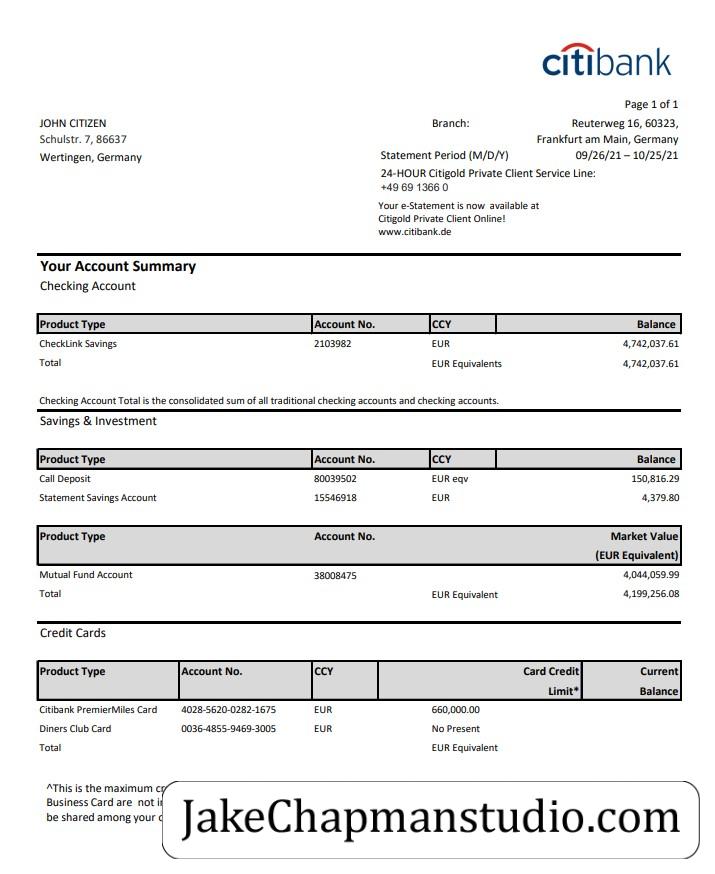 citibank
Page 1 of 1
JOHN CITIZEN
Schulstr. 7, 86637
Wertingen, Germany
Branch: Reuterweg 16, 60323,
Frankfurt am Main, Germany
Statement Period (M/D/Y) 09/26/21 – 10/25/21
24-HOUR Citigold Private Client Service Line:
+49 69 1366 0
Your e-Statement is now available at
Citigold Private Client Online!
www.citibank.de
Your Account Summary
Checking Account
Product Type Account No. CCY Balance
CheckLink Savings 2103982 EUR 4,742,037.61
Total EUR Equivalents 4,742,037.61
Checking Account Total is the consolidated sum of all traditional checking accounts and checking accounts.
Savings & Investment
Product Type Account No. CCY Balance
Call Deposit 80039502 EUR eqv 150,816.29
Statement Savings Account 15546918 EUR 4,379.80
Product Type Account No. Market Value
(EUR Equivalent)
Mutual Fund Account 38008475 4,044,059.99
Total EUR Equivalent 4,199,256.08
Credit Cards
Product Type Account No. CCY Card Credit Current
Limit* Balance
Citibank PremierMiles Card 4028-5620-0282-1675 EUR 660,000.00
Diners Club Card 0036-4855-9469-3005 EUR No Present
Total EUR Equivalent
^This is the maximum
Business Card are not
be shared among your
JakeChapmanstudio.com